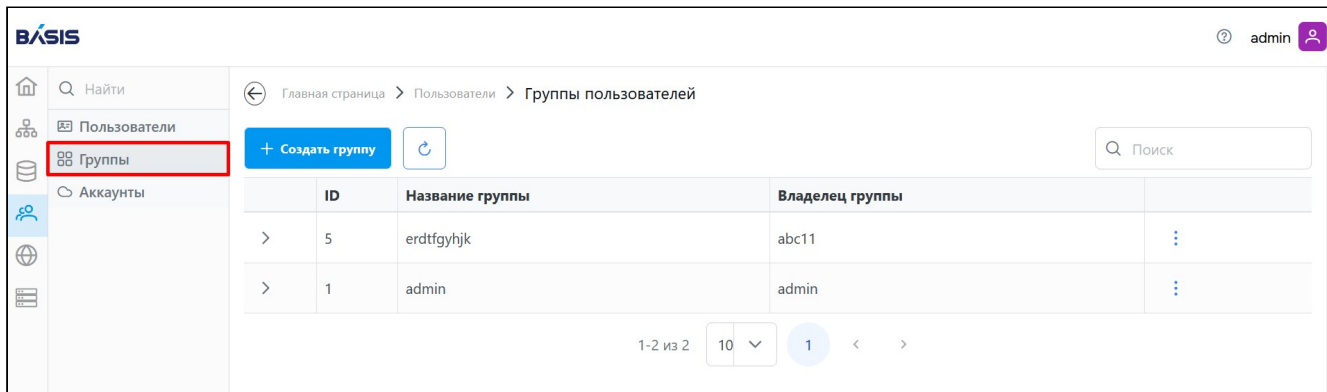 BASIS
admin
Найти
Пользователи
Группы
Аккаунты
Главная страница > Пользователи > Группы пользователей
+ Создать группу
Поиск
ID Название группы Владелец группы
5 erdtfgyhjk abc11
1 admin admin
1-2 из 2 10 1 < >